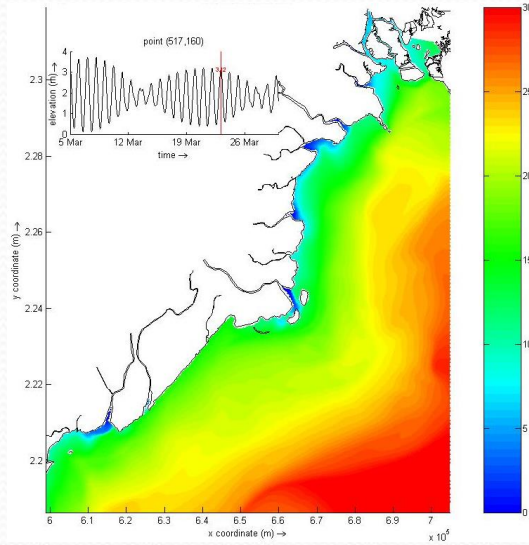 point (517,160)
elevation (m) →
4
3
2
1
0
5 Mar 12 Mar 19 Mar 26 Mar
time →
y coordinate (m) →
2.3
2.28
2.26
2.24
2.22
2.2
6 6.1 6.2 6.3 6.4 6.5 6.6 6.7 6.8 6.9 7
x coordinate (m) →
x 10⁵
30
25
20
15
10
5
0